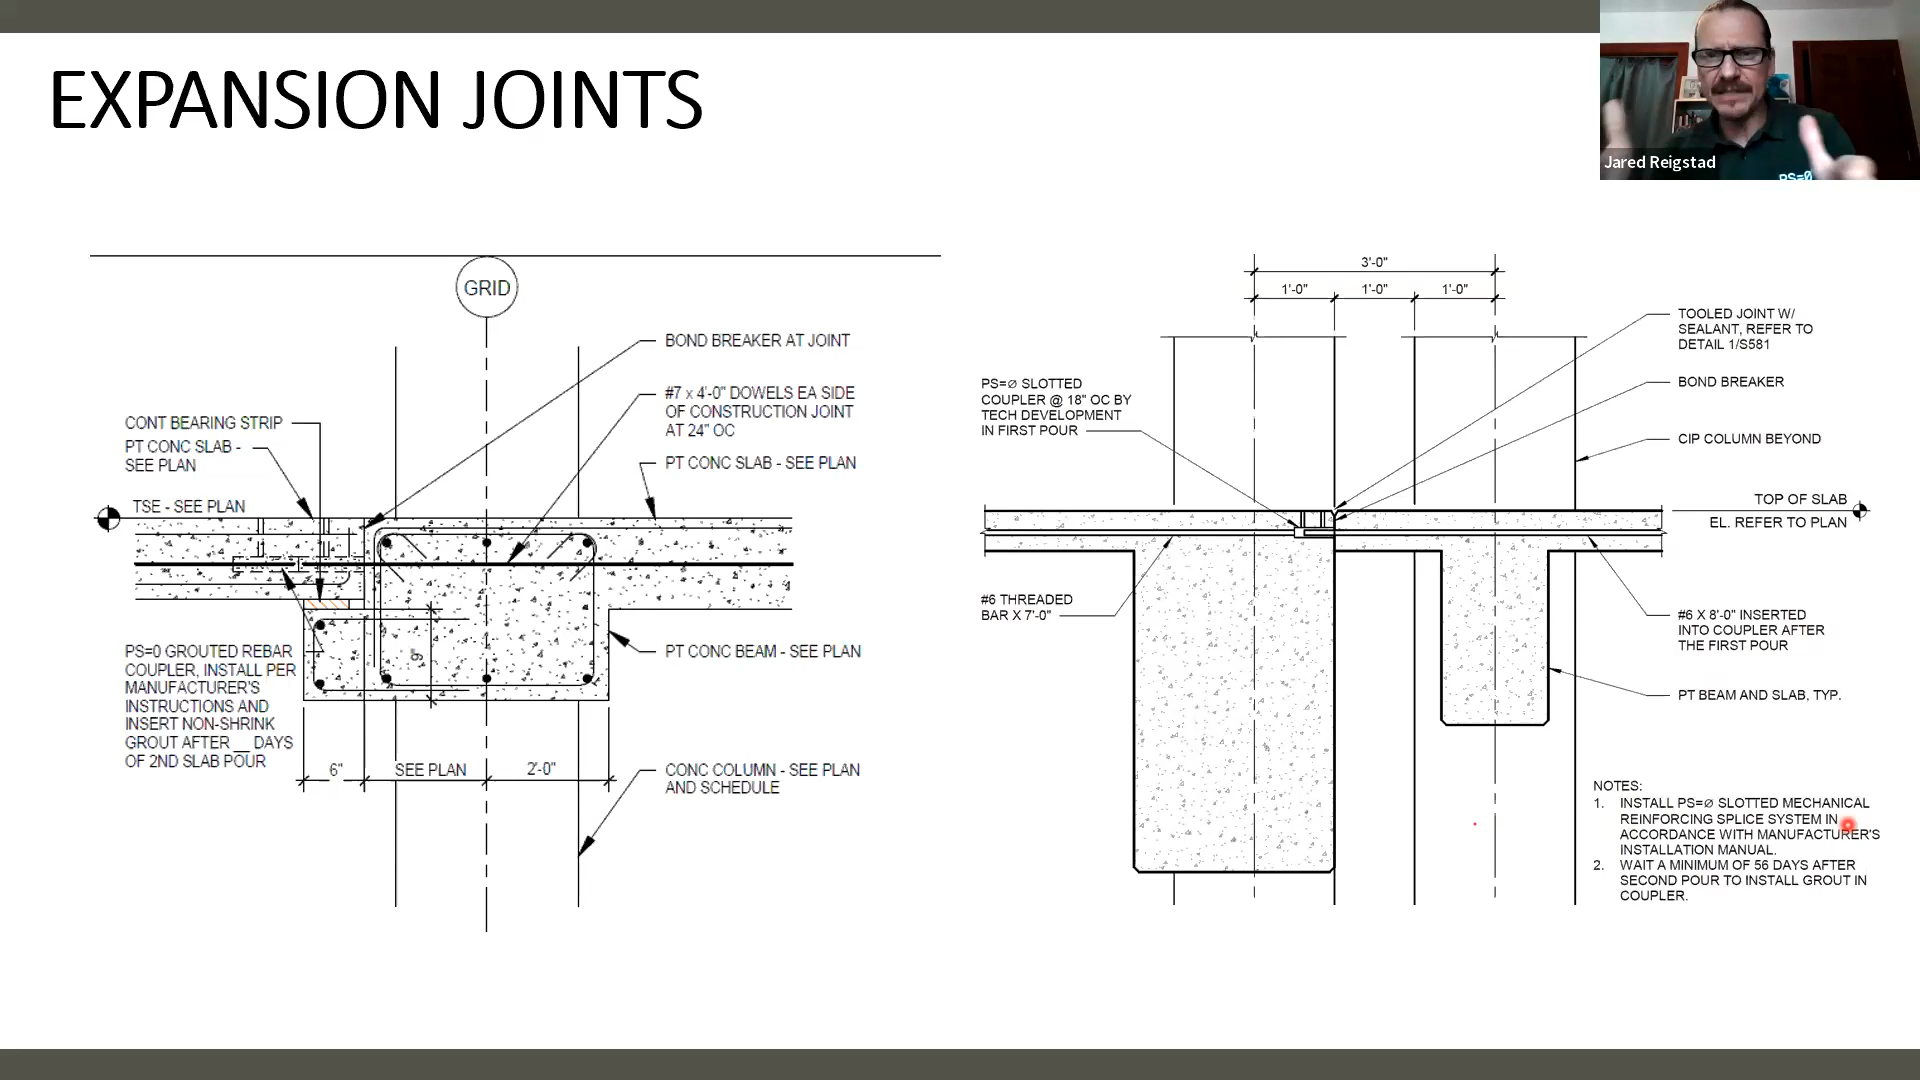 EXPANSION JOINTS
Jared Reigstad
PS=0
GRID
BOND BREAKER AT JOINT
#7 x 4'-0" DOWELS EA SIDE
OF CONSTRUCTION JOINT
AT 24" OC
PT CONC SLAB - SEE PLAN
CONT BEARING STRIP
PT CONC SLAB -
SEE PLAN
TSE - SEE PLAN
9"
PS=0 GROUTED REBAR
COUPLER, INSTALL PER
MANUFACTURER'S
INSTRUCTIONS AND
INSERT NON-SHRINK
GROUT AFTER __ DAYS
OF 2ND SLAB POUR
PT CONC BEAM - SEE PLAN
6"
SEE PLAN
2'-0"
CONC COLUMN - SEE PLAN
AND SCHEDULE
3'-0"
1'-0"
1'-0"
1'-0"
PS=∅ SLOTTED
COUPLER @ 18" OC BY
TECH DEVELOPMENT
IN FIRST POUR
TOOLED JOINT W/
SEALANT, REFER TO
DETAIL 1/S581
BOND BREAKER
CIP COLUMN BEYOND
TOP OF SLAB
EL. REFER TO PLAN
#6 THREADED
BAR X 7'-0"
#6 X 8'-0" INSERTED
INTO COUPLER AFTER
THE FIRST POUR
PT BEAM AND SLAB, TYP.
NOTES:
1. INSTALL PS=∅ SLOTTED MECHANICAL
REINFORCING SPLICE SYSTEM IN
ACCORDANCE WITH MANUFACTURER'S
INSTALLATION MANUAL.
2. WAIT A MINIMUM OF 56 DAYS AFTER
SECOND POUR TO INSTALL GROUT IN
COUPLER.